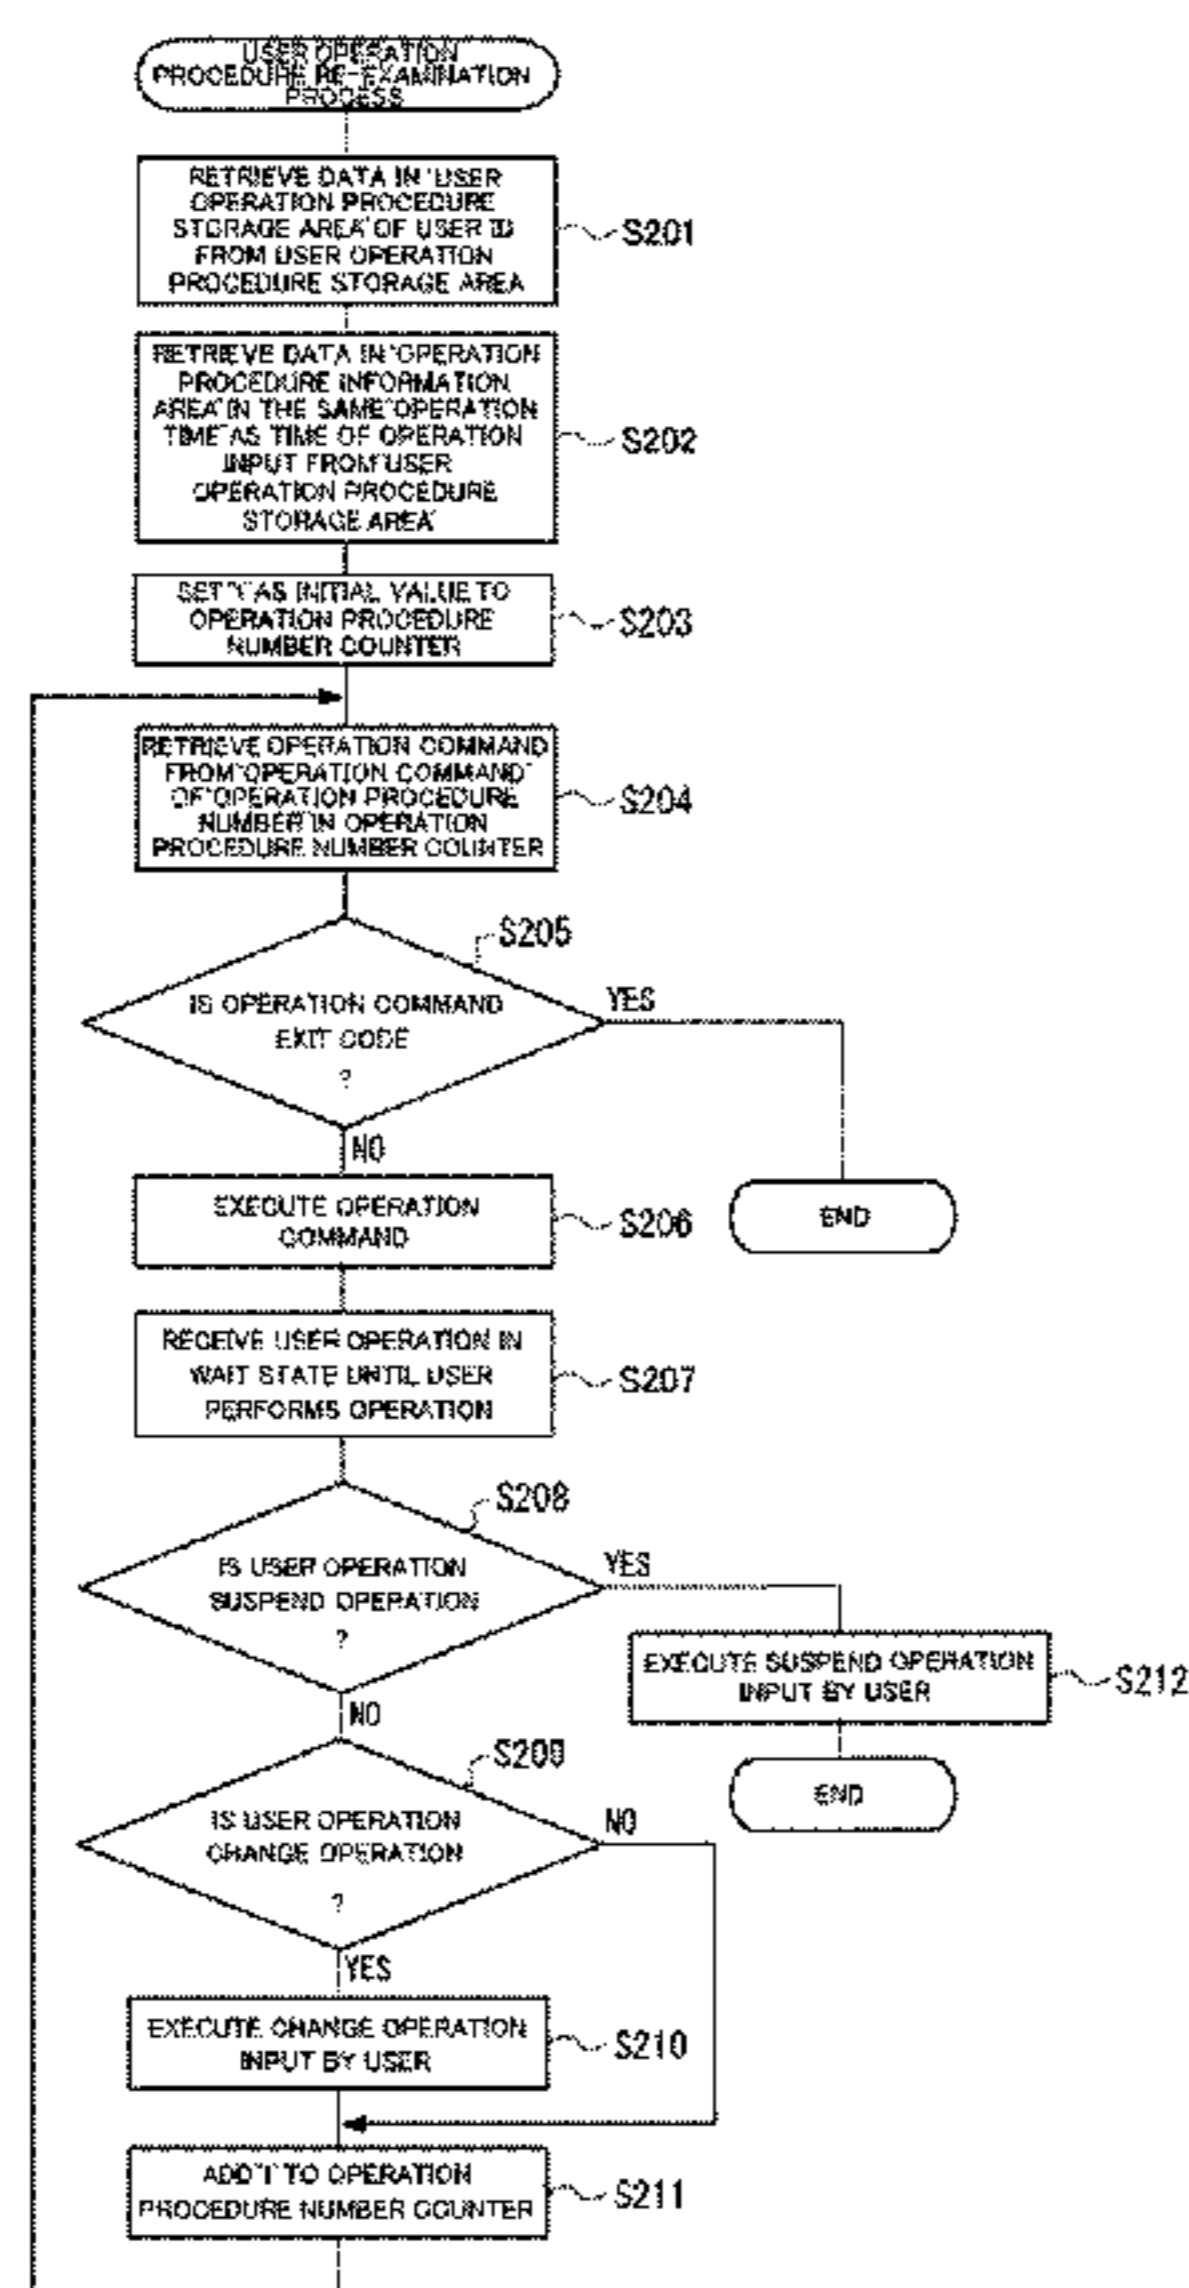 USER OPERATION
PROCEDURE RE-EXAMINATION
PROCESS
RETRIEVE DATA IN "USER
OPERATION PROCEDURE
STORAGE AREA" OF USER ID
FROM USER OPERATION
PROCEDURE STORAGE AREA
S201
RETRIEVE DATA IN "OPERATION
PROCEDURE INFORMATION
AREA" IN THE SAME "OPERATION
TIME" AS TIME OF OPERATION
INPUT FROM "USER
OPERATION PROCEDURE
STORAGE AREA"
S202
SET "1" AS INITIAL VALUE TO
OPERATION PROCEDURE
NUMBER COUNTER
S203
RETRIEVE OPERATION COMMAND
FROM "OPERATION COMMAND"
OF "OPERATION PROCEDURE
NUMBER" IN OPERATION
PROCEDURE NUMBER COUNTER
S204
S205
IS OPERATION COMMAND
EXIT CODE
?
YES
NO
EXECUTE OPERATION
COMMAND
S206
END
RECEIVE USER OPERATION IN
WAIT STATE UNTIL USER
PERFORMS OPERATION
S207
S208
IS USER OPERATION
SUSPEND OPERATION
?
YES
EXECUTE SUSPEND OPERATION
INPUT BY USER
S212
NO
END
S209
IS USER OPERATION
CHANGE OPERATION
?
NO
YES
EXECUTE CHANGE OPERATION
INPUT BY USER
S210
ADD "1" TO OPERATION
PROCEDURE NUMBER COUNTER
S211